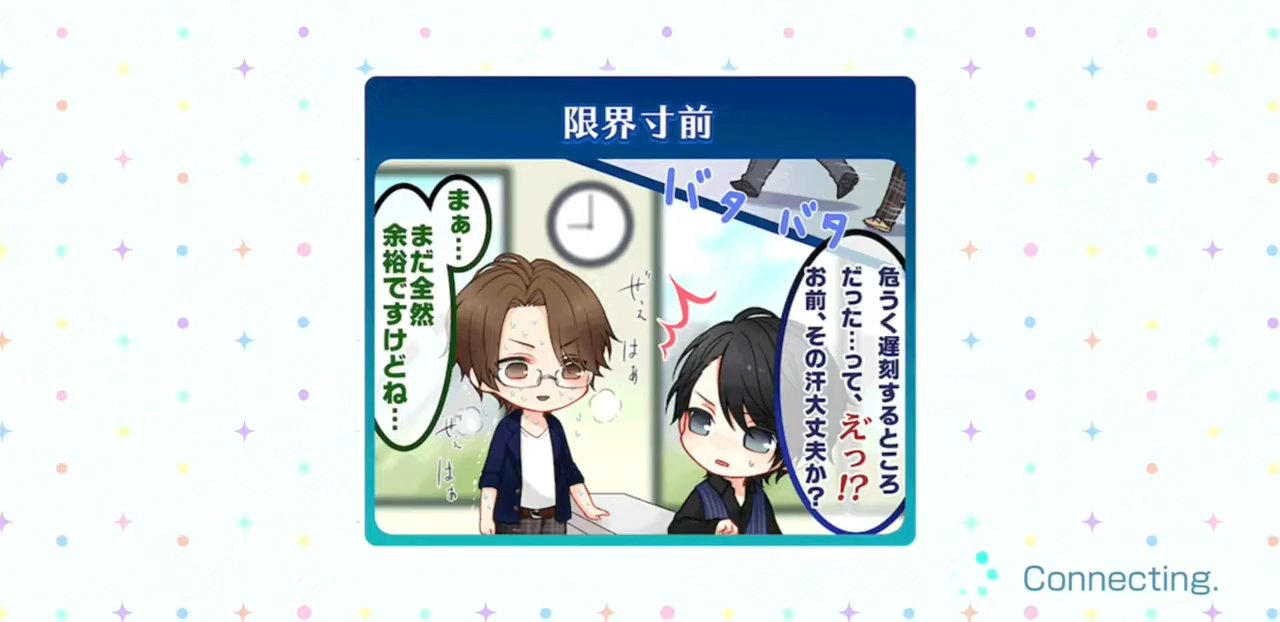 限界寸前
バタ
バタ
危うく遅刻するところ
だった…って、えっ!?
お前、その汗大丈夫か?
まぁ…
まだ全然
余裕ですけどね…
ぜぇ
はぁ
ぜぇ
はぁ
Connecting.